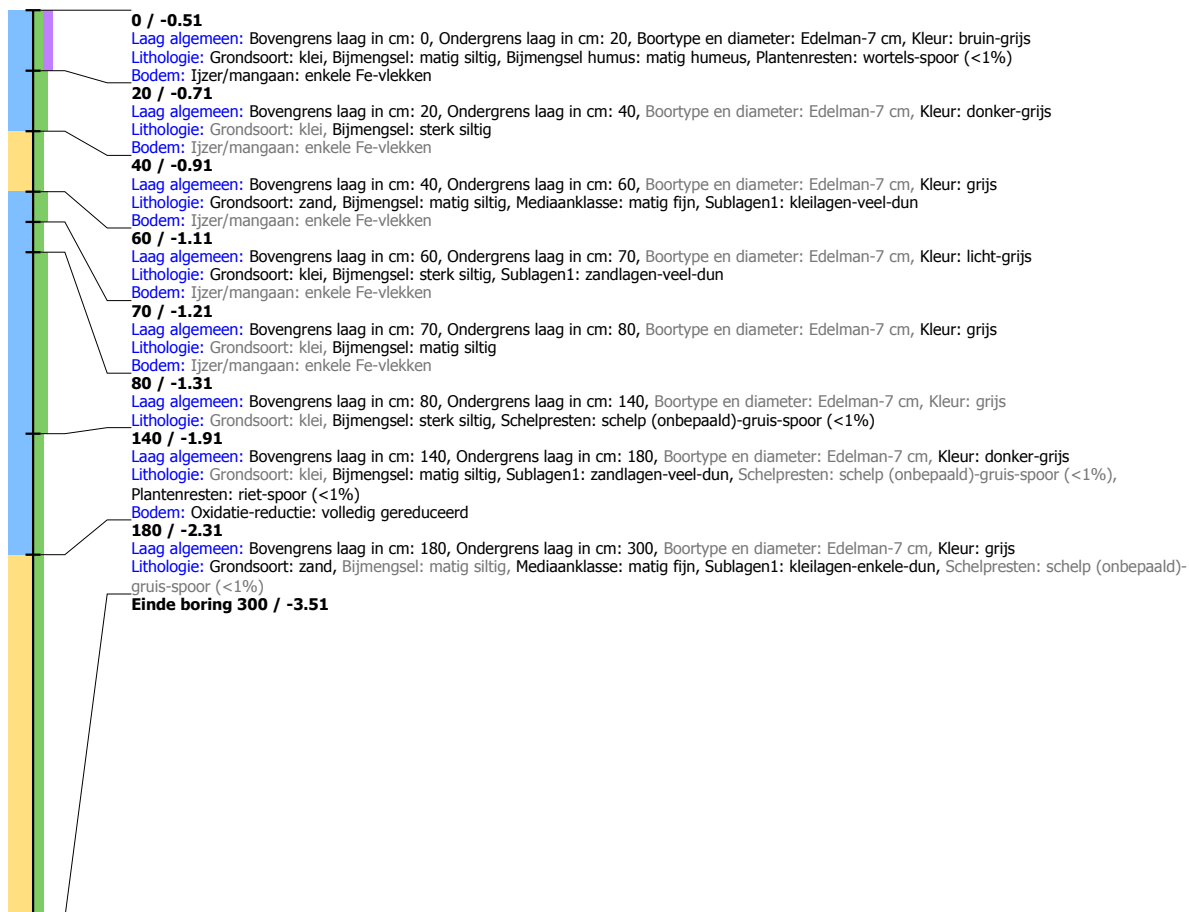 0 / -0.51
Laag algemeen: Bovengrens laag in cm: 0, Ondergrens laag in cm: 20, Boortype en diameter: Edelman-7 cm, Kleur: bruin-grijs
Lithologie: Grondsoort: klei, Bijmengsel: matig siltig, Bijmengsel humus: matig humeus, Plantenresten: wortels-spoor (<1%)
Bodem: Ijzer/mangaan: enkele Fe-vlekken
20 / -0.71
Laag algemeen: Bovengrens laag in cm: 20, Ondergrens laag in cm: 40, Boortype en diameter: Edelman-7 cm, Kleur: donker-grijs
Lithologie: Grondsoort: klei, Bijmengsel: sterk siltig
Bodem: Ijzer/mangaan: enkele Fe-vlekken
40 / -0.91
Laag algemeen: Bovengrens laag in cm: 40, Ondergrens laag in cm: 60, Boortype en diameter: Edelman-7 cm, Kleur: grijs
Lithologie: Grondsoort: zand, Bijmengsel: matig siltig, Mediaanklasse: matig fijn, Sublagen1: kleilagen-veel-dun
Bodem: Ijzer/mangaan: enkele Fe-vlekken
60 / -1.11
Laag algemeen: Bovengrens laag in cm: 60, Ondergrens laag in cm: 70, Boortype en diameter: Edelman-7 cm, Kleur: licht-grijs
Lithologie: Grondsoort: klei, Bijmengsel: sterk siltig, Sublagen1: zandlagen-veel-dun
Bodem: Ijzer/mangaan: enkele Fe-vlekken
70 / -1.21
Laag algemeen: Bovengrens laag in cm: 70, Ondergrens laag in cm: 80, Boortype en diameter: Edelman-7 cm, Kleur: grijs
Lithologie: Grondsoort: klei, Bijmengsel: matig siltig
Bodem: Ijzer/mangaan: enkele Fe-vlekken
80 / -1.31
Laag algemeen: Bovengrens laag in cm: 80, Ondergrens laag in cm: 140, Boortype en diameter: Edelman-7 cm, Kleur: grijs
Lithologie: Grondsoort: klei, Bijmengsel: sterk siltig, Schelpresten: schelp (onbepaald)-gruis-spoor (<1%)
140 / -1.91
Laag algemeen: Bovengrens laag in cm: 140, Ondergrens laag in cm: 180, Boortype en diameter: Edelman-7 cm, Kleur: donker-grijs
Lithologie: Grondsoort: klei, Bijmengsel: matig siltig, Sublagen1: zandlagen-veel-dun, Schelpresten: schelp (onbepaald)-gruis-spoor (<1%),
Plantenresten: riet-spoor (<1%)
Bodem: Oxidatie-reductie: volledig gereduceerd
180 / -2.31
Laag algemeen: Bovengrens laag in cm: 180, Ondergrens laag in cm: 300, Boortype en diameter: Edelman-7 cm, Kleur: grijs
Lithologie: Grondsoort: zand, Bijmengsel: matig siltig, Mediaanklasse: matig fijn, Sublagen1: kleilagen-enkele-dun, Schelpresten: schelp (onbepaald)-
gruis-spoor (<1%)
Einde boring 300 / -3.51